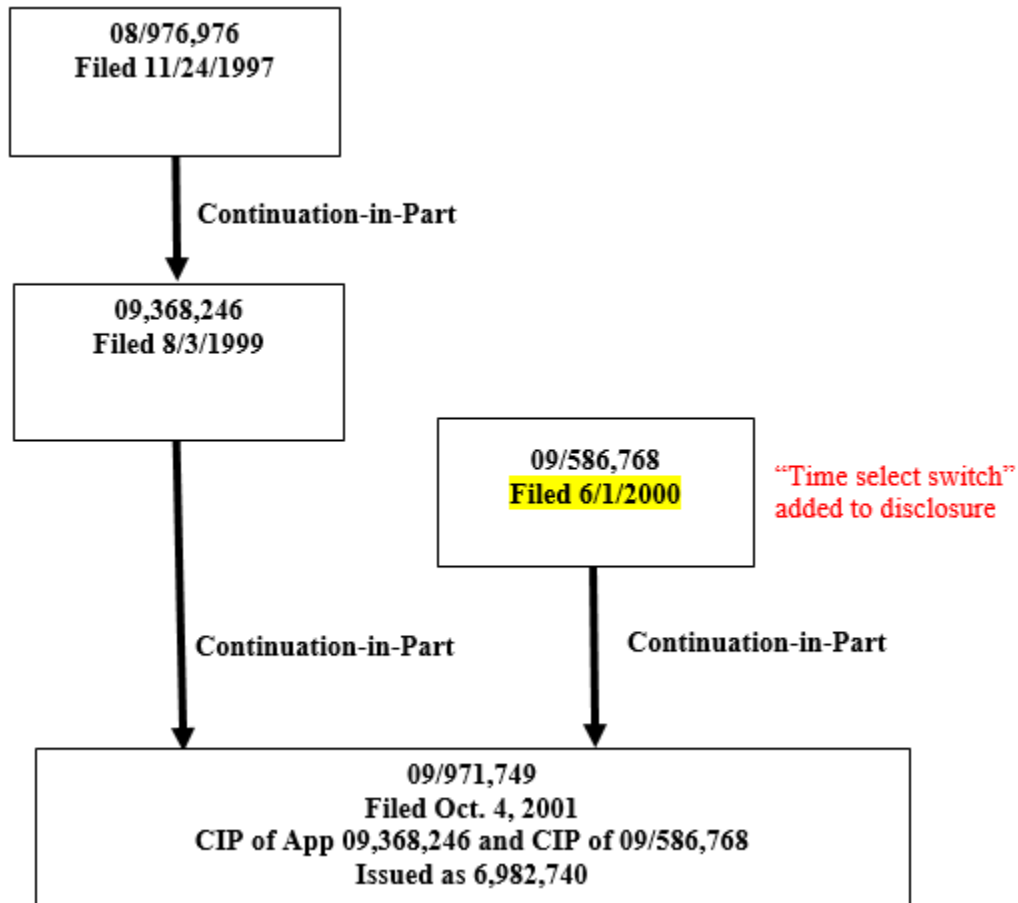 08/976,976
Filed 11/24/1997
Continuation-in-Part
09,368,246
Filed 8/3/1999
09/586,768
Filed 6/1/2000
“Time select switch”
added to disclosure
Continuation-in-Part
Continuation-in-Part
09/971,749
Filed Oct. 4, 2001
CIP of App 09,368,246 and CIP of 09/586,768
Issued as 6,982,740